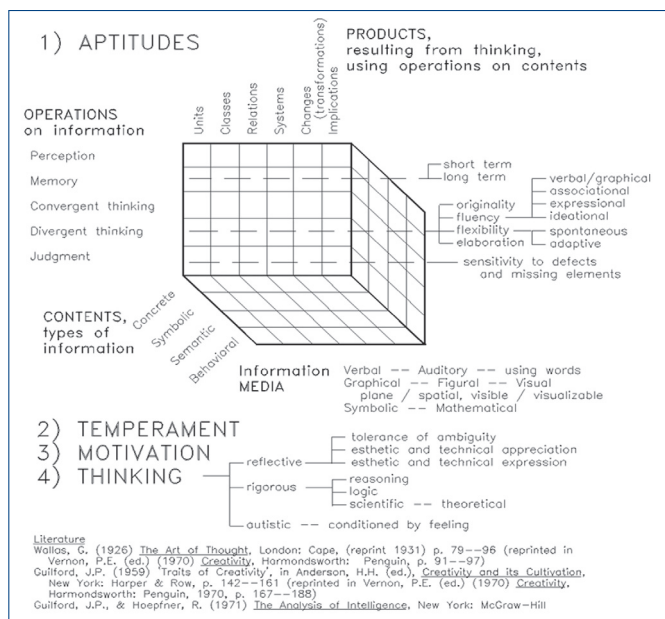 1) APTITUDES
PRODUCTS,
resulting from thinking,
using operations on contents
OPERATIONS
on information
Units
Classes
Relations
Systems
Changes
(transformations)
Implications
Perception
Memory
Convergent thinking
Divergent thinking
Judgment
short term
long term
originality
fluency
flexibility
elaboration
verbal/graphical
associational
expressional
ideational
spontaneous
adaptive
sensitivity to defects
and missing elements
CONTENTS,
types of
information
Concrete
Symbolic
Semantic
Behavioral
Information
MEDIA
Verbal -- Auditory -- using words
Graphical -- Figural -- Visual
plane / spatial, visible / visualizable
Symbolic -- Mathematical
2) TEMPERAMENT
3) MOTIVATION
4) THINKING
reflective
tolerance of ambiguity
esthetic and technical appreciation
esthetic and technical expression
rigorous
reasoning
logic
scientific -- theoretical
autistic -- conditioned by feeling
Literature
Wallas, G. (1926) The Art of Thought, London: Cape, (reprint 1931) p. 79--96 (reprinted in
Vernon, P.E. (ed.) (1970) Creativity, Harmondsworth: Penguin, p. 91--97)
Guilford, J.P. (1959) 'Traits of Creativity', in Anderson, H.H. (ed.), Creativity and its Cultivation,
New York: Harper & Row, p. 142--161 (reprinted in Vernon, P.E. (ed.) (1970) Creativity,
Harmondsworth: Penguin, 1970, p. 167--188)
Guilford, J.P., & Hoepfner, R. (1971) The Analysis of Intelligence, New York: McGraw-Hill